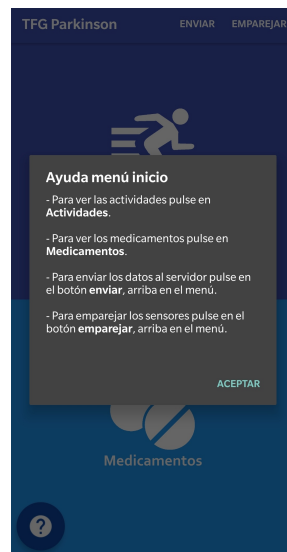 TFG Parkinson
ENVIAR
EMPAREJAR
Ayuda menú inicio
- Para ver las actividades pulse en
Actividades.
- Para ver los medicamentos pulse en
Medicamentos.
- Para enviar los datos al servidor pulse en
el botón enviar, arriba en el menú.
- Para emparejar los sensores pulse en el
botón emparejar, arriba en el menú.
ACEPTAR
Medicamentos
?